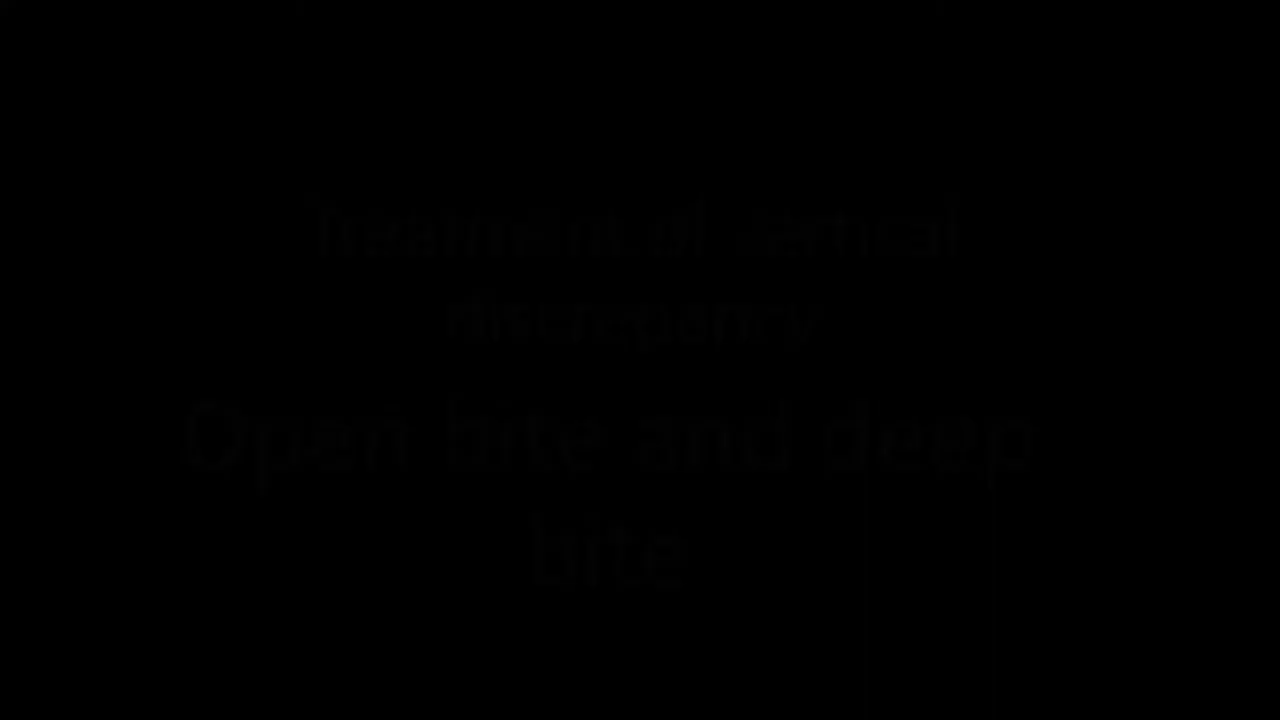 Treatment of vertical
discrepancy
Open bite and deep
bite